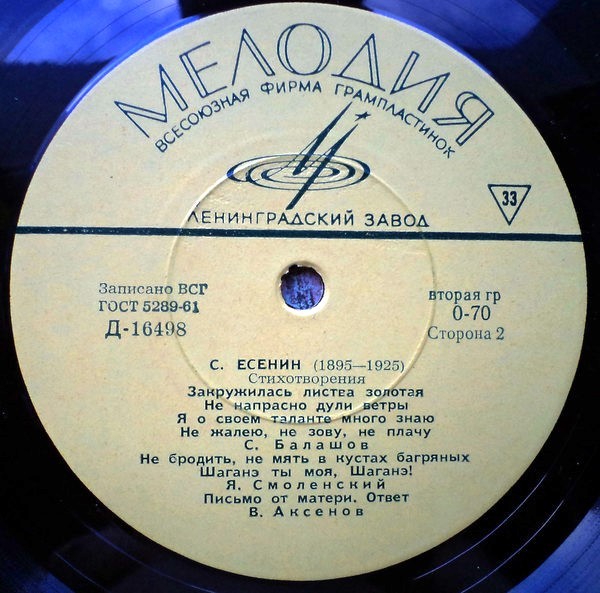 МЕЛОДИЯ
ВСЕСОЮЗНАЯ ФИРМА ГРАМПЛАСТИНОК
ЛЕНИНГРАДСКИЙ ЗАВОД
33
Записано ВСГ
ГОСТ 5289-61
Д-16498
вторая гр
0-70
Сторона 2
С. ЕСЕНИН (1895—1925)
Стихотворения
Закружилась листва золотая
Не напрасно дули ветры
Я о своем таланте много знаю
Не жалею, не зову, не плачу
С. Балашов
Не бродить, не мять в кустах багряных
Шаганэ ты моя, Шаганэ!
Я. Смоленский
Письмо от матери. Ответ
В. Аксенов